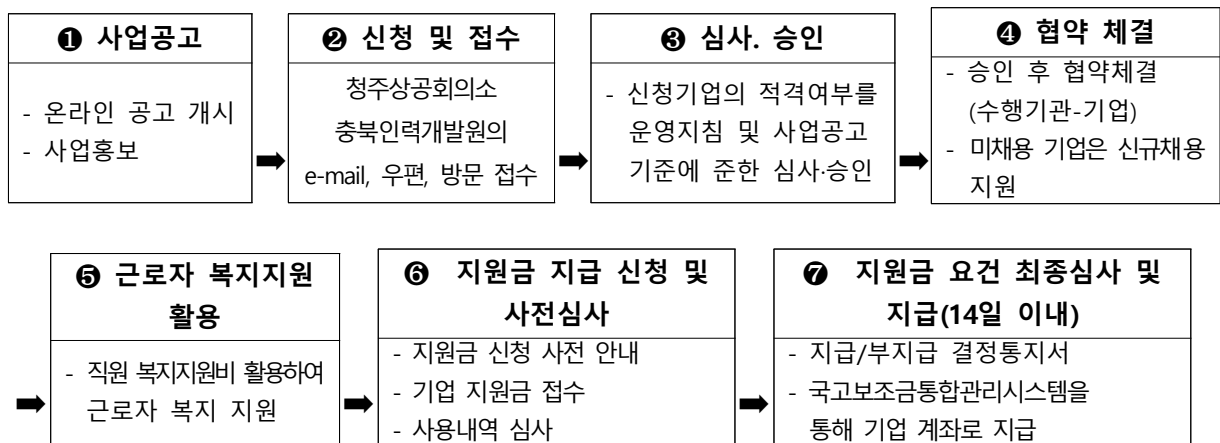 ❶ 사업공고
- 온라인 공고 개시
- 사업홍보
❷ 신청 및 접수
청주상공회의소
충북인력개발원의
e-mail, 우편, 방문 접수
❸ 심사. 승인
- 신청기업의 적격여부를
운영지침 및 사업공고
기준에 준한 심사·승인
❹ 협약 체결
- 승인 후 협약체결
(수행기관-기업)
- 미채용 기업은 신규채용
지원
❺ 근로자 복지지원
활용
- 직원 복지지원비 활용하여
근로자 복지 지원
❻ 지원금 지급 신청 및
사전심사
- 지원금 신청 사전 안내
- 기업 지원금 접수
- 사용내역 심사
❼ 지원금 요건 최종심사 및
지급(14일 이내)
- 지급/부지급 결정통지서
- 국고보조금통합관리시스템을
통해 기업 계좌로 지급